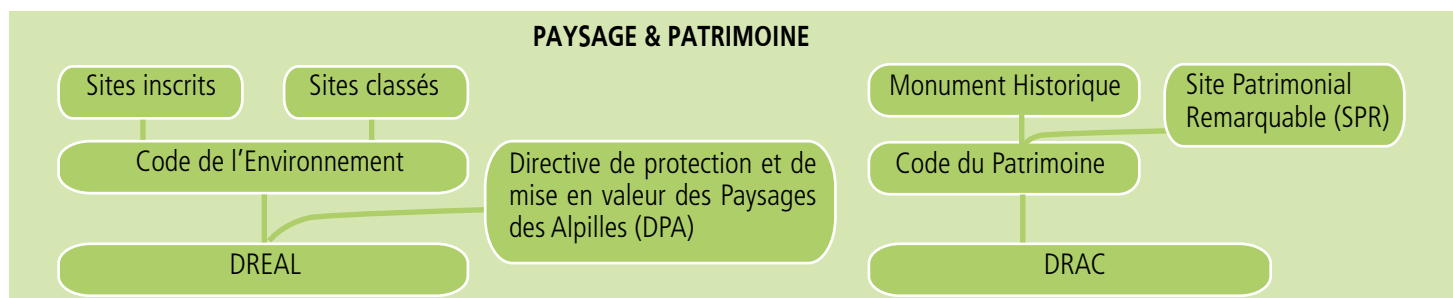 PAYSAGE & PATRIMOINE
Sites inscrits
Sites classés
Code de l'Environnement
Directive de protection et de
mise en valeur des Paysages
des Alpilles (DPA)
DREAL
Monument Historique
Site Patrimonial
Remarquable (SPR)
Code du Patrimoine
DRAC